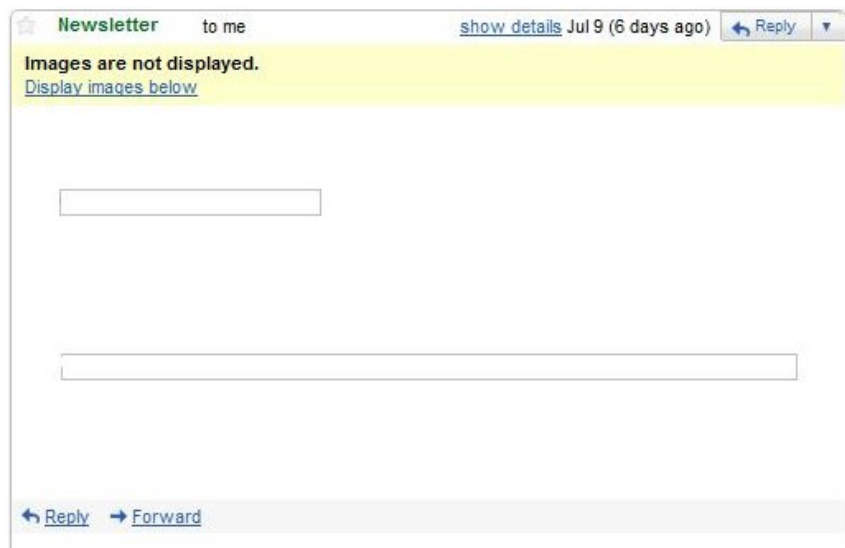 Newsletter to me show details Jul 9 (6 days ago) Reply
Images are not displayed.
Display images below
Reply Forward